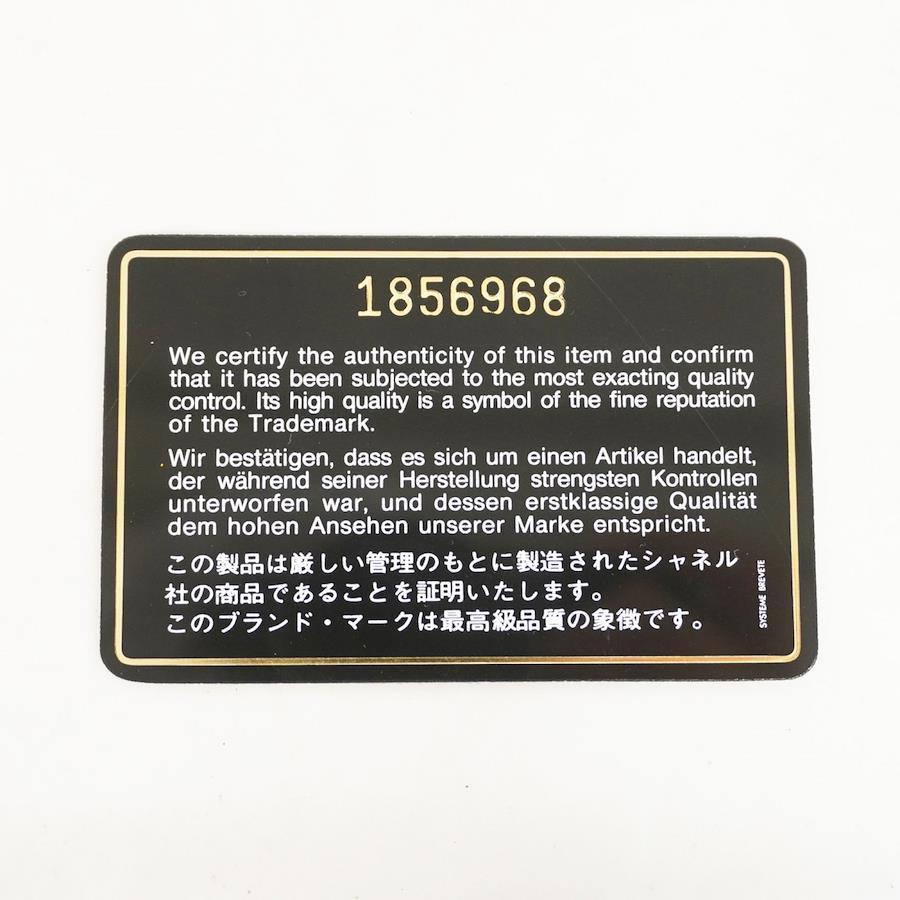 1856968
We certify the authenticity of this item and confirm
that it has been subjected to the most exacting quality
control. Its high quality is a symbol of the fine reputation
of the Trademark.
Wir bestätigen, dass es sich um einen Artikel handelt,
der während seiner Herstellung strengsten Kontrollen
unterworfen war, und dessen erstklassige Qualität
dem hohen Ansehen unserer Marke entspricht.
この製品は厳しい管理のもとに製造されたシャネル
社の商品であることを証明いたします。
このブランド・マークは最高級品質の象徴です。
SYSTEME BREVETE